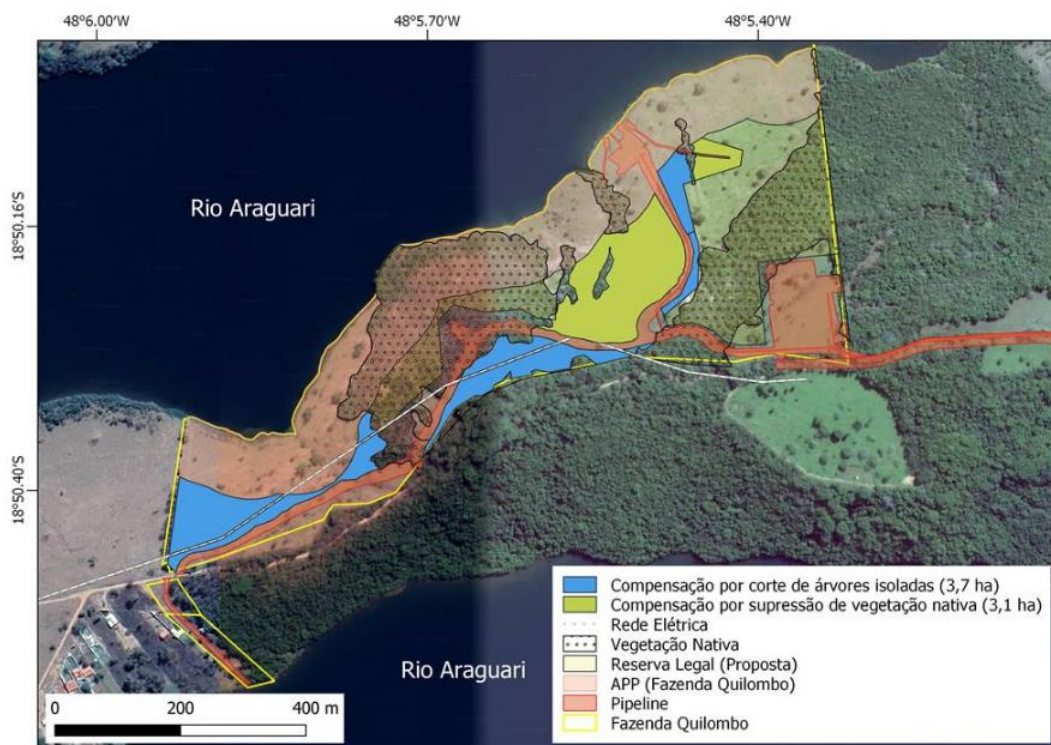 48°6.00'W 48°5.70'W 48°5.40'W
18°50.16'S
18°50.40'S
Rio Araguari
Rio Araguari
Compensação por corte de árvores isoladas (3,7 ha)
Compensação por supressão de vegetação nativa (3,1 ha)
Rede Elétrica
Vegetação Nativa
Reserva Legal (Proposta)
APP (Fazenda Quilombo)
Pipeline
Fazenda Quilombo
0 200 400 m